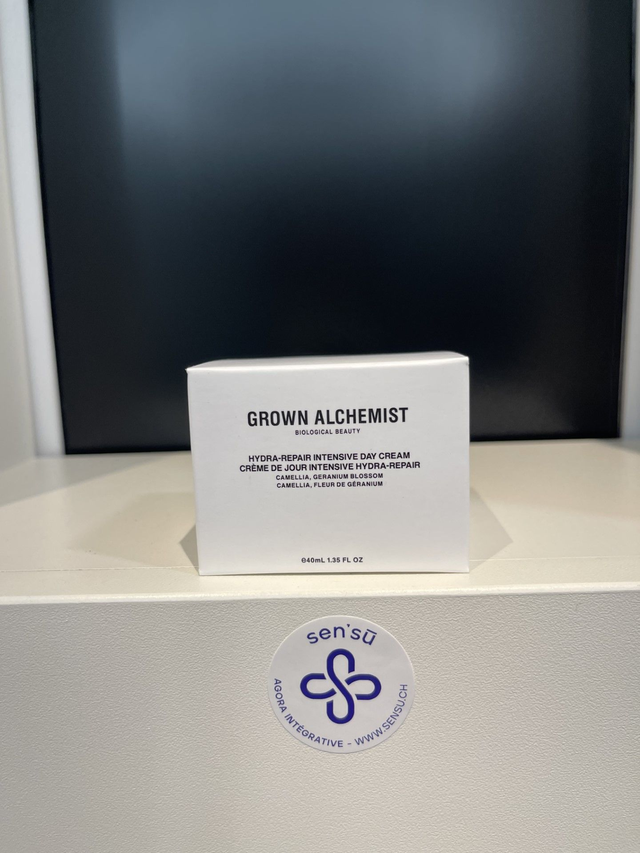 GROWN ALCHEMIST
BIOLOGICAL BEAUTY
HYDRA-REPAIR INTENSIVE DAY CREAM
CRÈME DE JOUR INTENSIVE HYDRA-REPAIR
CAMELLIA, GERANIUM BLOSSOM
CAMELLIA, FLEUR DE GÉRANIUM
℮40mL 1.35 FL OZ
sen'sū
AGORA INTÉGRATIVE - WWW.SENSU.CH